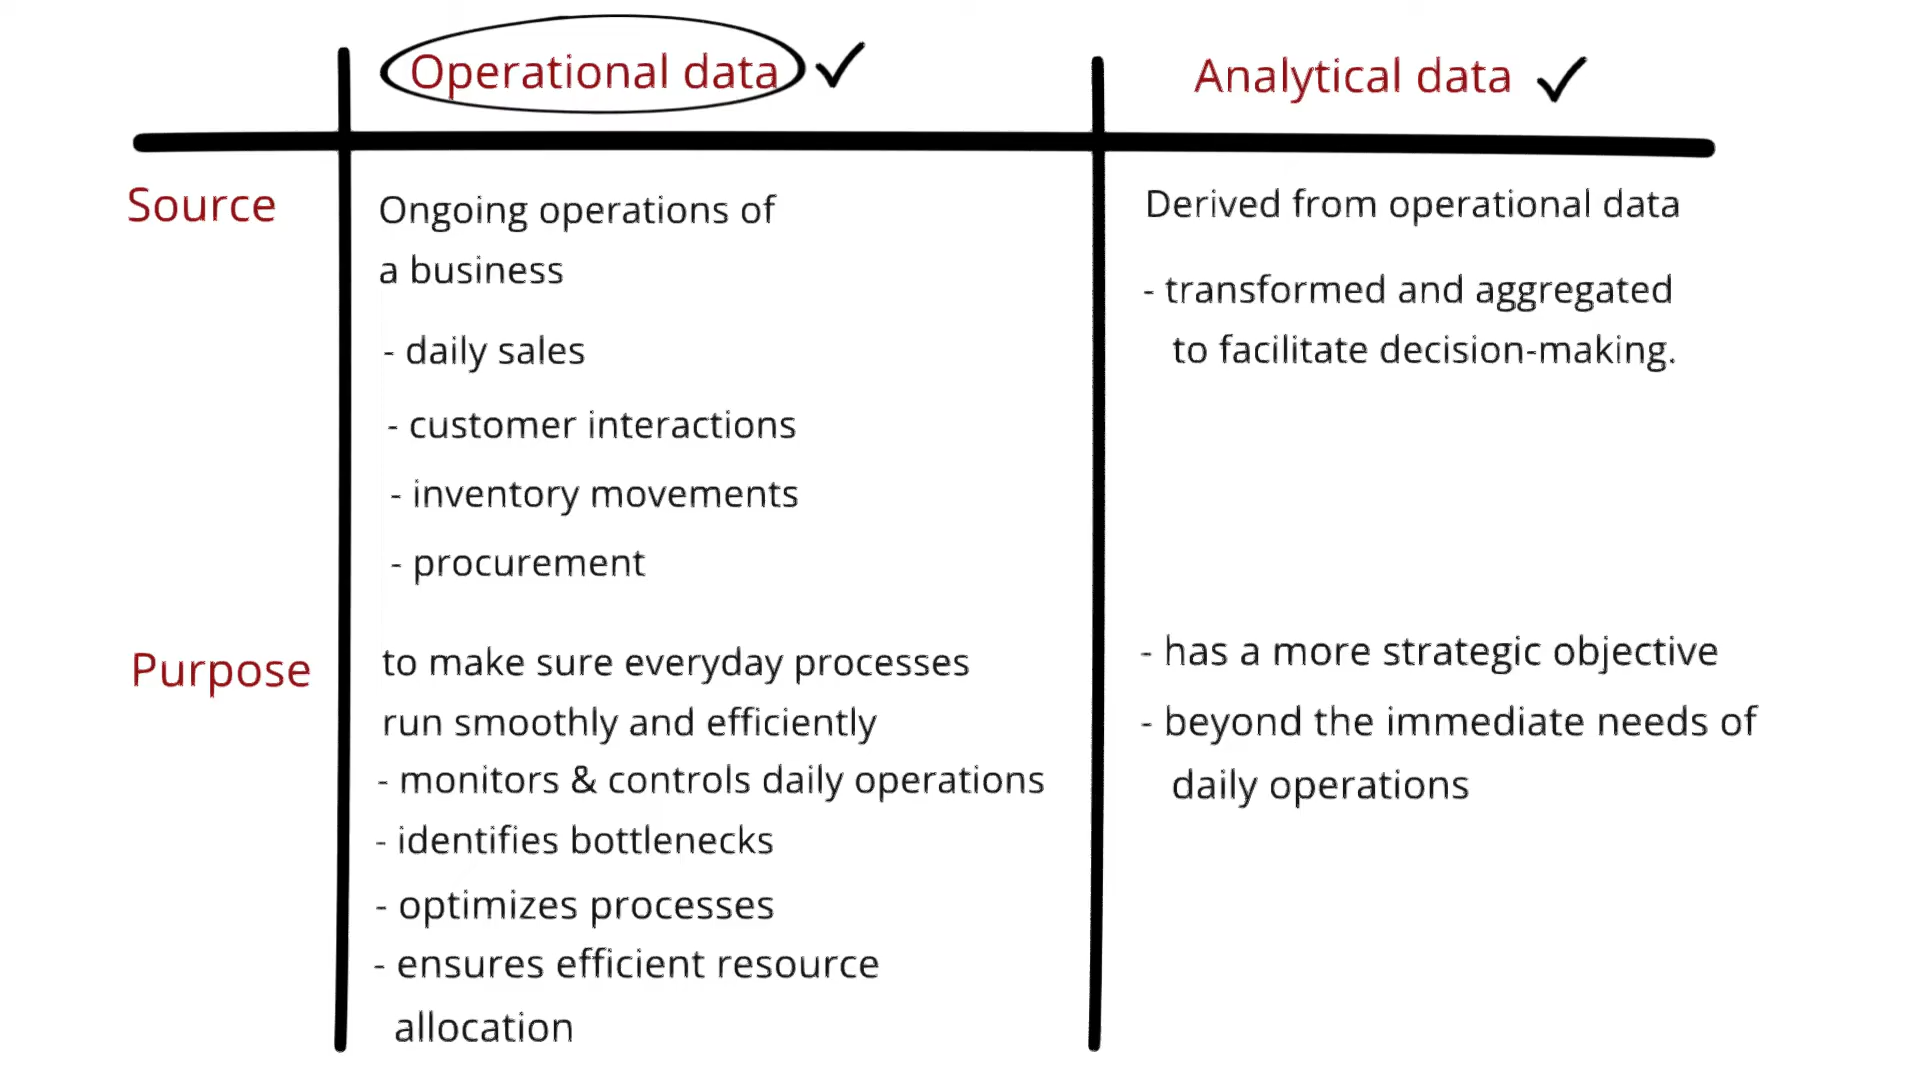 Operational data
Analytical data
Source
Ongoing operations of
a business
- daily sales
- customer interactions
- inventory movements
- procurement
Derived from operational data
- transformed and aggregated
to facilitate decision-making.
Purpose
to make sure everyday processes
run smoothly and efficiently
- monitors & controls daily operations
- identifies bottlenecks
- optimizes processes
- ensures efficient resource
allocation
- has a more strategic objective
- beyond the immediate needs of
daily operations